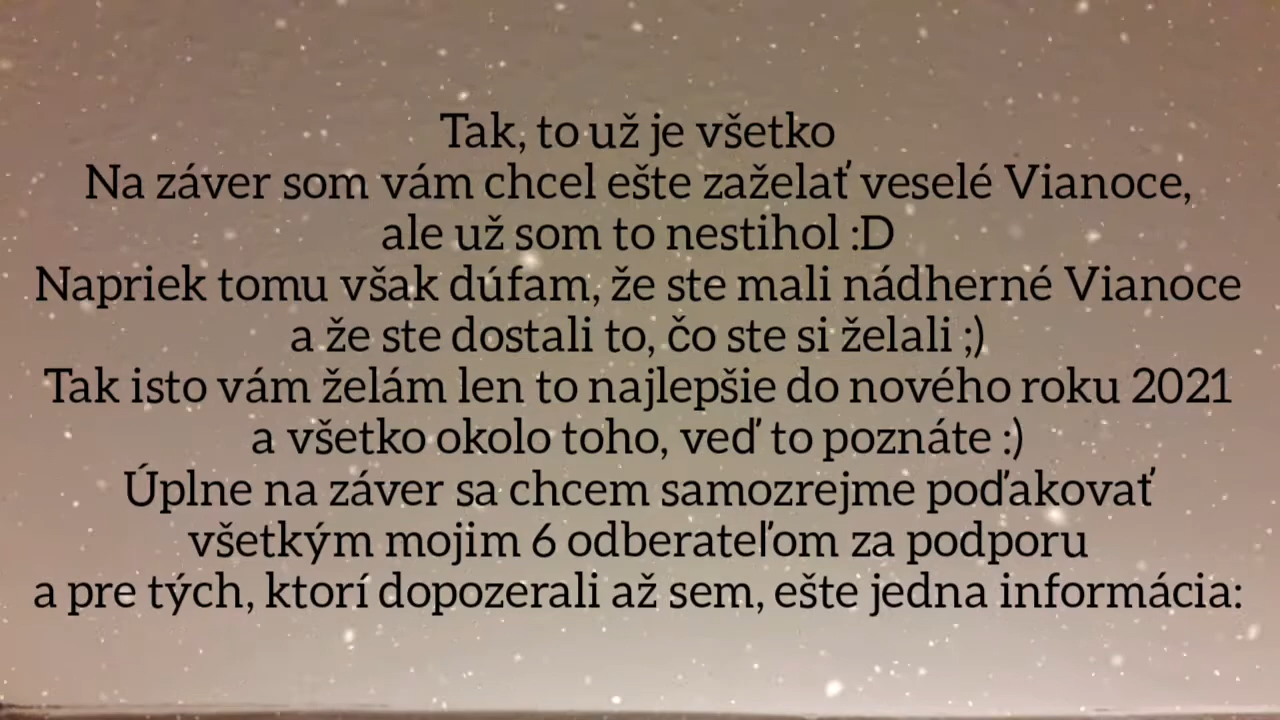 Tak, to už je všetko
Na záver som vám chcel ešte zaželať veselé Vianoce,
ale už som to nestihol :D
Napriek tomu však dúfam, že ste mali nádherné Vianoce
a že ste dostali to, čo ste si želali ;)
Tak isto vám želám len to najlepšie do nového roku 2021
a všetko okolo toho, veď to poznáte :)
Úplne na záver sa chcem samozrejme poďakovať
všetkým mojim 6 odberateľom za podporu
a pre tých, ktorí dopozerali až sem, ešte jedna informácia: